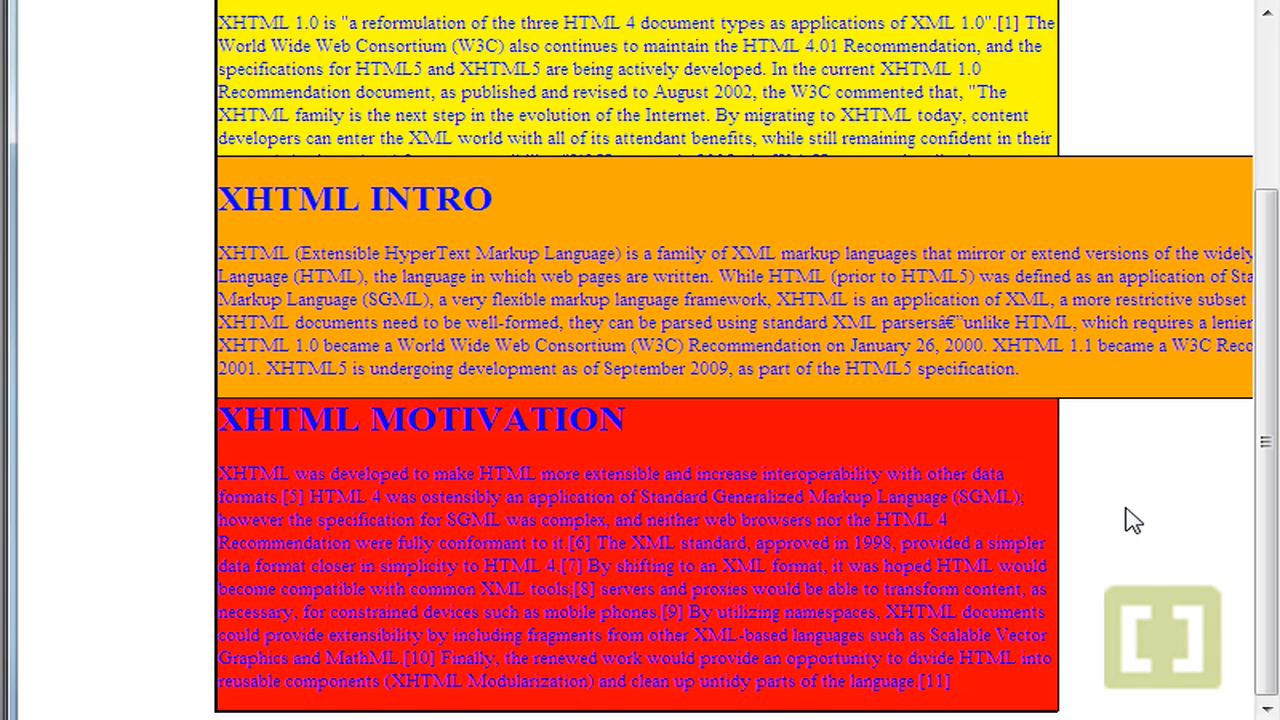 XHTML 1.0 is "a reformulation of the three HTML 4 document types as applications of XML 1.0".[1] The
World Wide Web Consortium (W3C) also continues to maintain the HTML 4.01 Recommendation, and the
specifications for HTML5 and XHTML5 are being actively developed. In the current XHTML 1.0
Recommendation document, as published and revised to August 2002, the W3C commented that, "The
XHTML family is the next step in the evolution of the Internet. By migrating to XHTML today, content
developers can enter the XML world with all of its attendant benefits, while still remaining confident in their
XHTML INTRO
XHTML (Extensible HyperText Markup Language) is a family of XML markup languages that mirror or extend versions of the widely
Language (HTML), the language in which web pages are written. While HTML (prior to HTML5) was defined as an application of Sta
Markup Language (SGML), a very flexible markup language framework, XHTML is an application of XML, a more restrictive subset
XHTML documents need to be well-formed, they can be parsed using standard XML parsersâ€”unlike HTML, which requires a lenien
XHTML 1.0 became a World Wide Web Consortium (W3C) Recommendation on January 26, 2000. XHTML 1.1 became a W3C Reco
2001. XHTML5 is undergoing development as of September 2009, as part of the HTML5 specification.
XHTML MOTIVATION
XHTML was developed to make HTML more extensible and increase interoperability with other data
formats.[5] HTML 4 was ostensibly an application of Standard Generalized Markup Language (SGML);
however the specification for SGML was complex, and neither web browsers nor the HTML 4
Recommendation were fully conformant to it.[6] The XML standard, approved in 1998, provided a simpler
data format closer in simplicity to HTML 4.[7] By shifting to an XML format, it was hoped HTML would
become compatible with common XML tools;[8] servers and proxies would be able to transform content, as
necessary, for constrained devices such as mobile phones.[9] By utilizing namespaces, XHTML documents
could provide extensibility by including fragments from other XML-based languages such as Scalable Vector
Graphics and MathML.[10] Finally, the renewed work would provide an opportunity to divide HTML into
reusable components (XHTML Modularization) and clean up untidy parts of the language.[11]